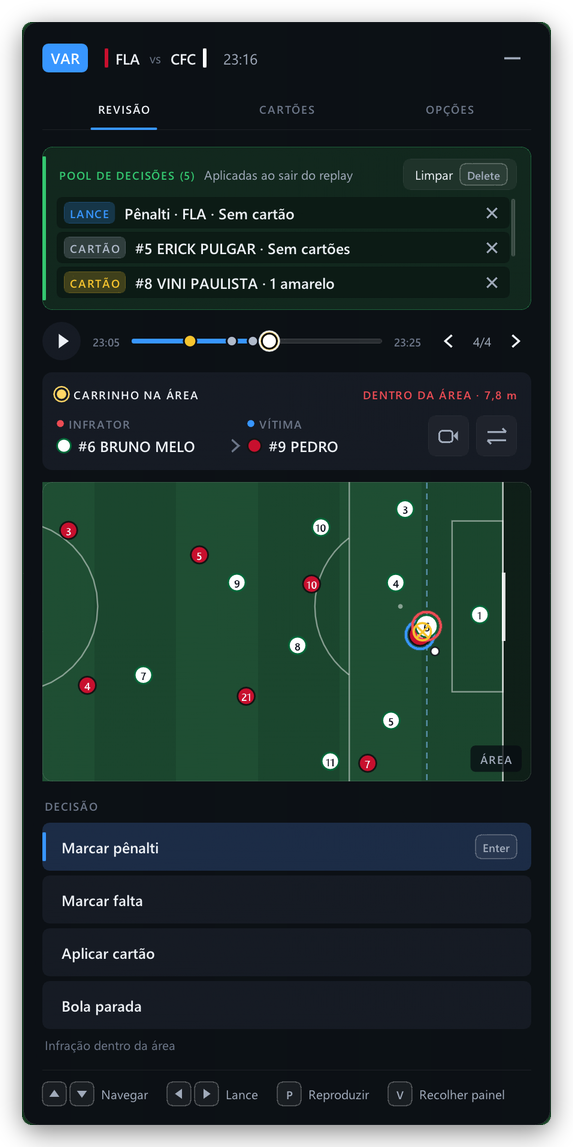 VAR FLA vs CFC 23:16
REVISÃO CARTÕES OPÇÕES
POOL DE DECISÕES (5) Aplicadas ao sair do replay Limpar Delete
LANCE Pênalti · FLA · Sem cartão
CARTÃO #5 ERICK PULGAR · Sem cartões
CARTÃO #8 VINI PAULISTA · 1 amarelo
23:05 23:25 4/4
CARRINHO NA ÁREA DENTRO DA ÁREA · 7,8 m
INFRATOR VÍTIMA
#6 BRUNO MELO #9 PEDRO
3
10
3
5
9
10
4
1
8
7
4
21
5
11
7
ÁREA
DECISÃO
Marcar pênalti Enter
Marcar falta
Aplicar cartão
Bola parada
Infração dentro da área
Navegar Lance P Reproduzir V Recolher painel